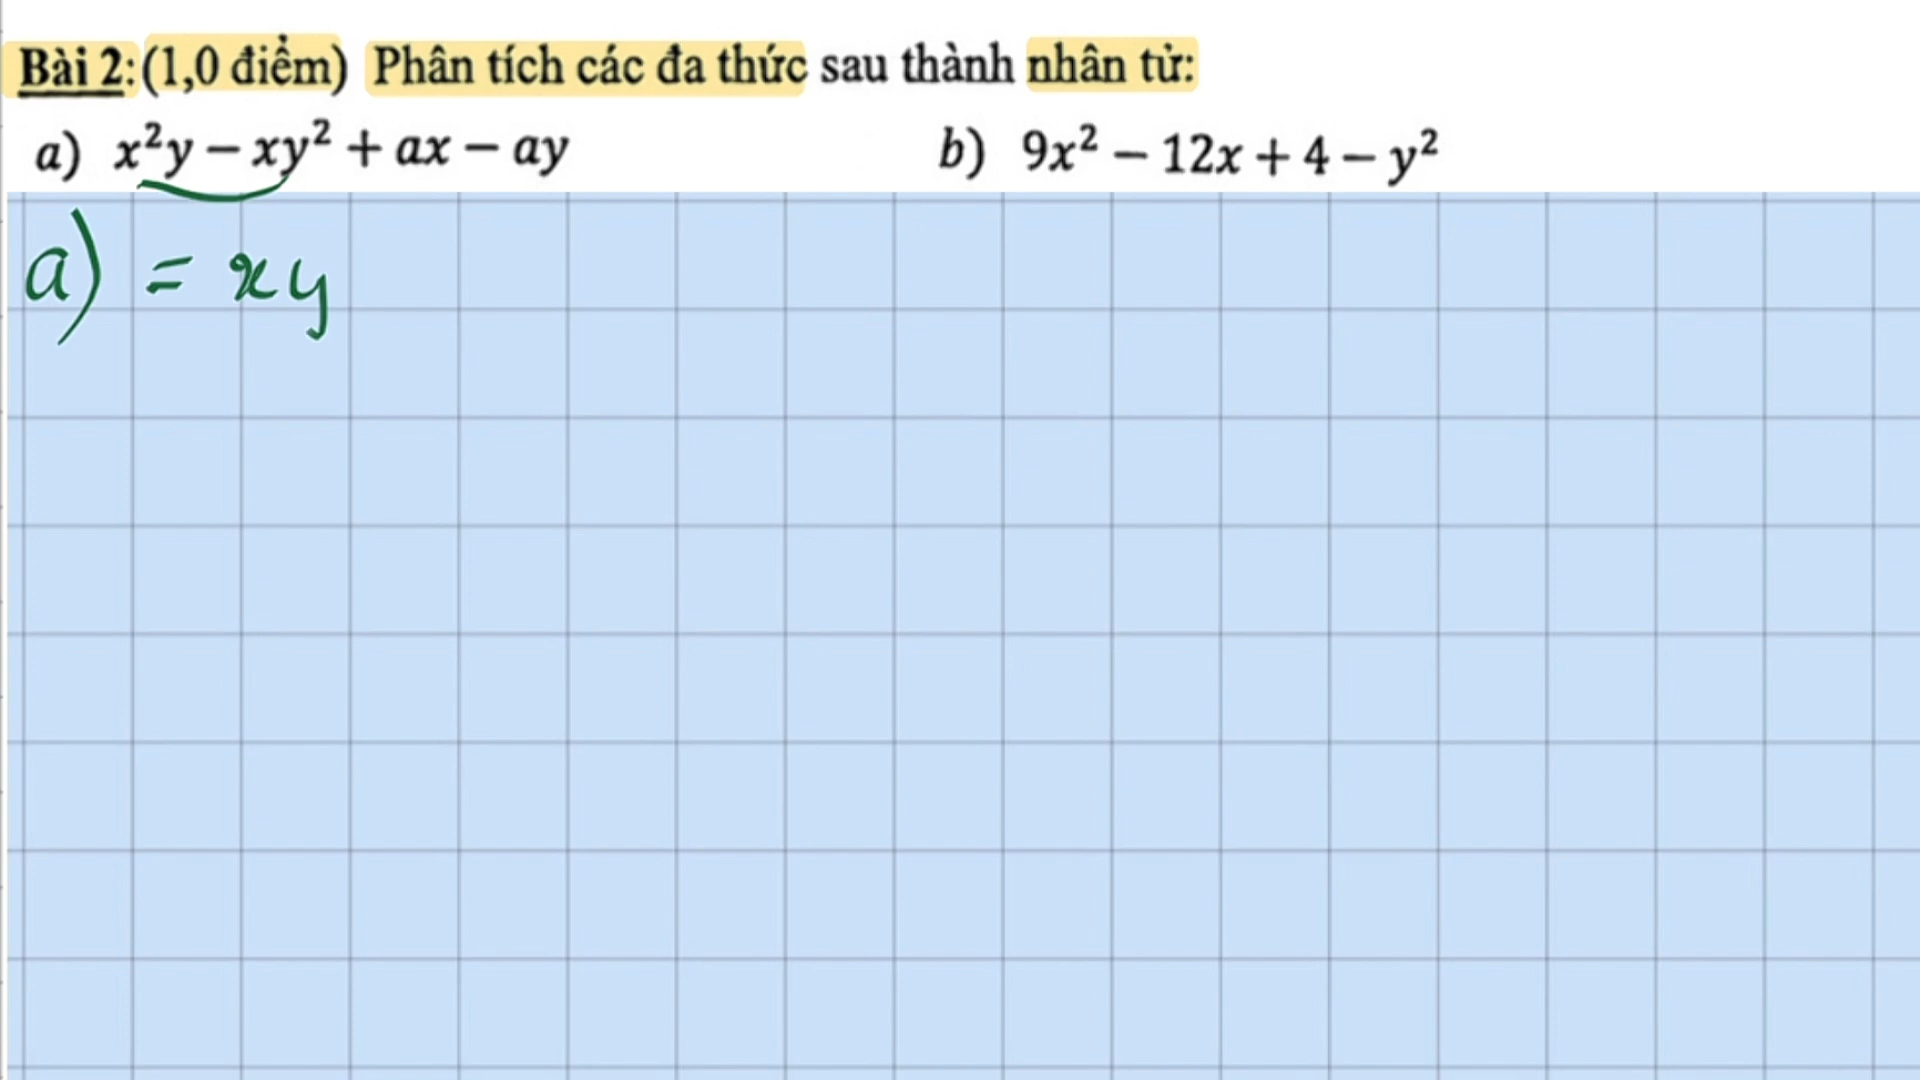 Bài 2: (1,0 điểm) Phân tích các đa thức sau thành nhân tử:
a) x²y − xy² + ax − ay
b) 9x² − 12x + 4 − y²
a) = xy